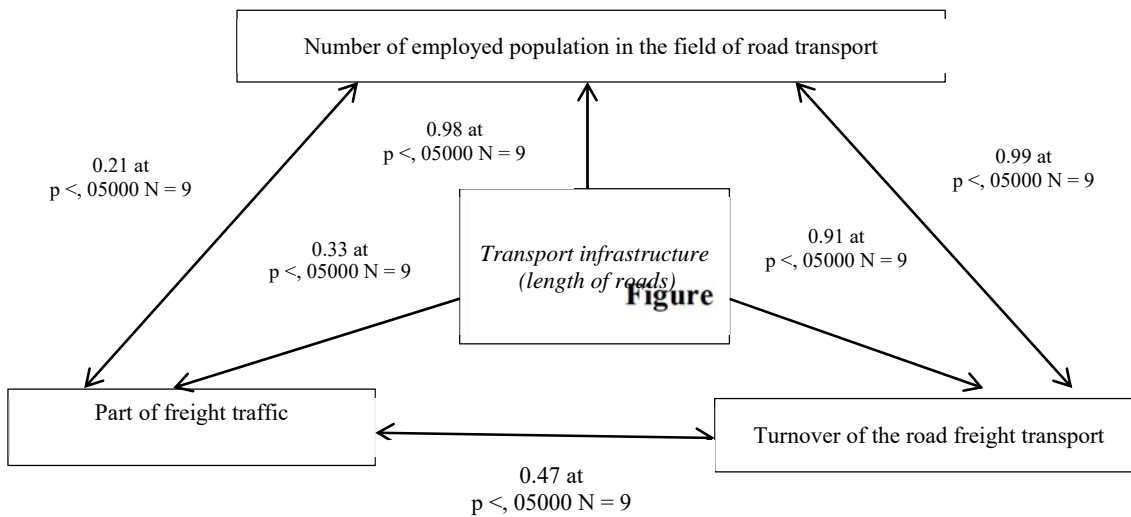 Number of employed population in the field of road transport
0.98 at
p <, 05000 N = 9
0.21 at
p <, 05000 N = 9
0.99 at
p <, 05000 N = 9
0.33 at
p <, 05000 N = 9
Transport infrastructure
(length of roads)
Figure
0.91 at
p <, 05000 N = 9
Part of freight traffic
Turnover of the road freight transport
0.47 at
p <, 05000 N = 9